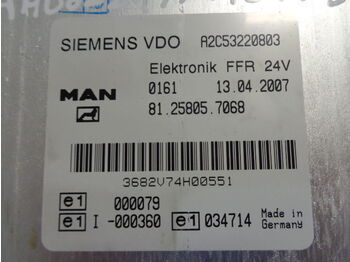 SIEMENS VDO A2C53220803
Elektronik FFR 24V
MAN 0161 13.04.2007
81.25805.7068
3682V74H00551
e1 000079
e1 I -000360 e1 034714 Made in
Germany